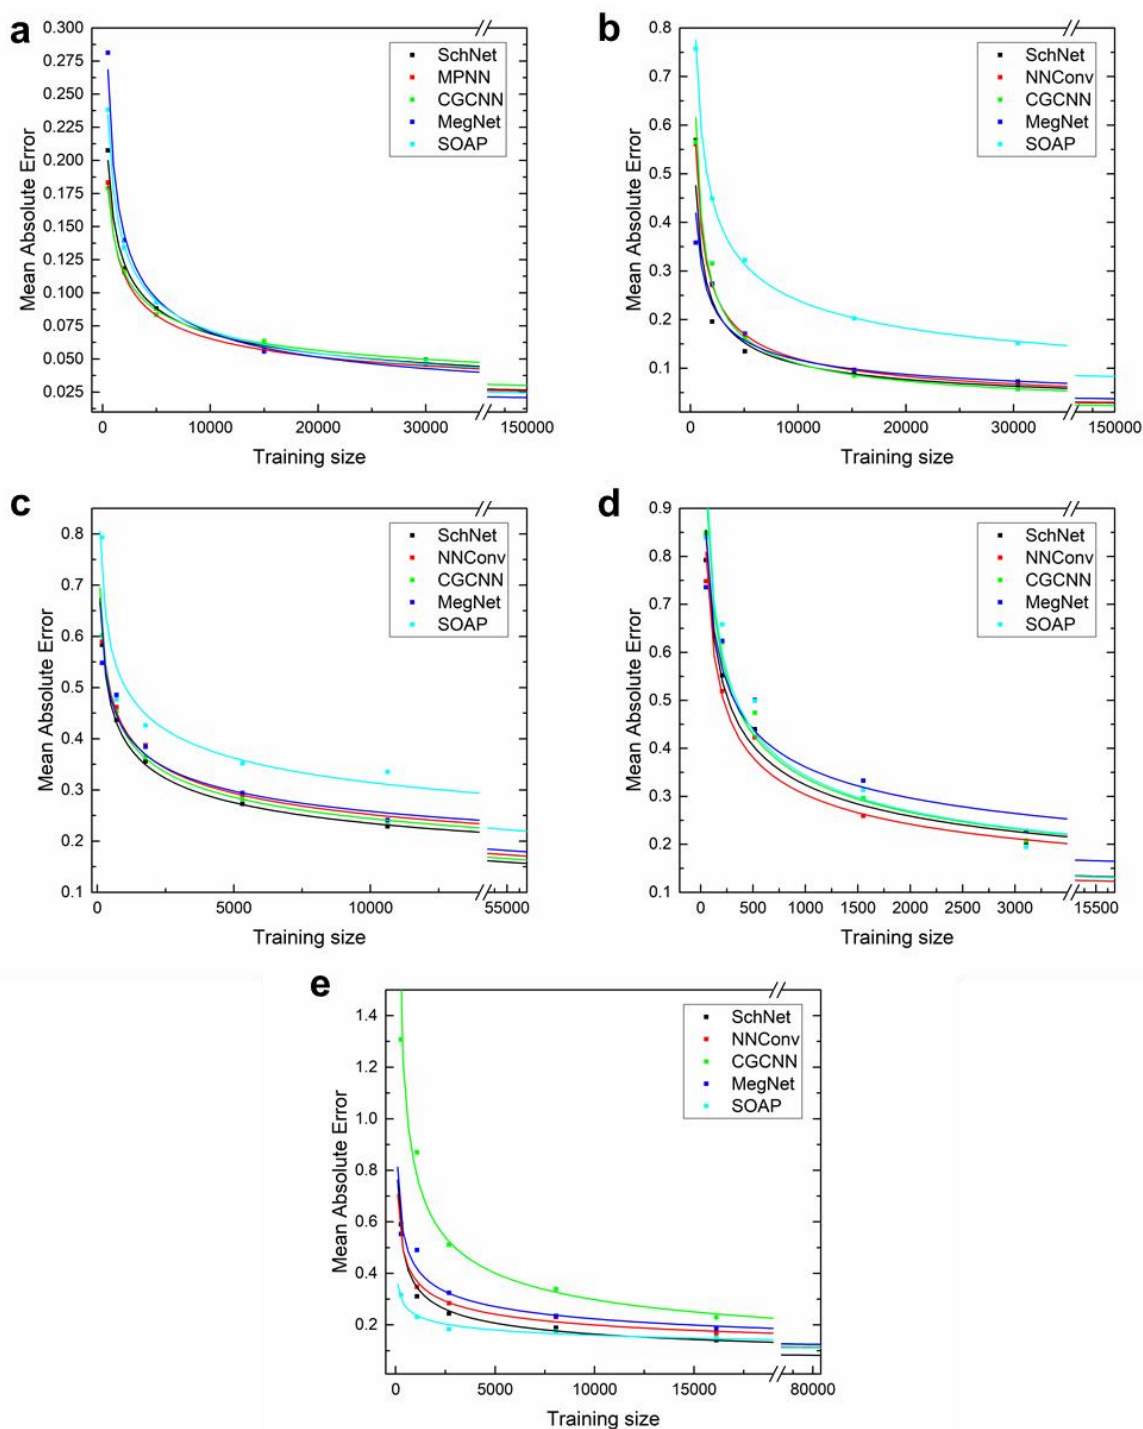 a
0.300
0.275
0.250
0.225
0.200
0.175
0.150
0.125
0.100
0.075
0.050
0.025
Mean Absolute Error
SchNet
MPNN
CGCNN
MegNet
SOAP
0 10000 20000 30000 150000
Training size
b
0.8
0.7
0.6
0.5
0.4
0.3
0.2
0.1
Mean Absolute Error
SchNet
NNConv
CGCNN
MegNet
SOAP
0 10000 20000 30000 150000
Training size
c
0.8
0.7
0.6
0.5
0.4
0.3
0.2
0.1
Mean Absolute Error
SchNet
NNConv
CGCNN
MegNet
SOAP
0 5000 10000 55000
Training size
d
0.9
0.8
0.7
0.6
0.5
0.4
0.3
0.2
0.1
Mean Absolute Error
SchNet
NNConv
CGCNN
MegNet
SOAP
0 500 1000 1500 2000 2500 3000 15500
Training size
e
1.4
1.2
1.0
0.8
0.6
0.4
0.2
Mean Absolute Error
SchNet
NNConv
CGCNN
MegNet
SOAP
0 5000 10000 15000 80000
Training size